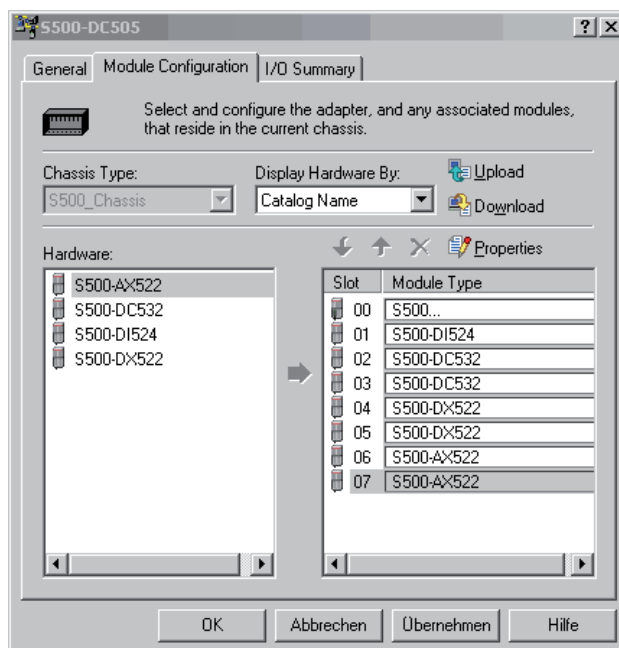 S500-DC505
General Module Configuration I/O Summary
Select and configure the adapter, and any associated modules,
that reside in the current chassis.
Chassis Type: Display Hardware By: Upload
S500_Chassis Catalog Name Download
Hardware: Properties
Slot Module Type
S500-AX522
S500-DC532
S500-DI524
S500-DX522
00 S500...
01 S500-DI524
02 S500-DC532
03 S500-DC532
04 S500-DX522
05 S500-DX522
06 S500-AX522
07 S500-AX522
OK Abbrechen Übernehmen Hilfe